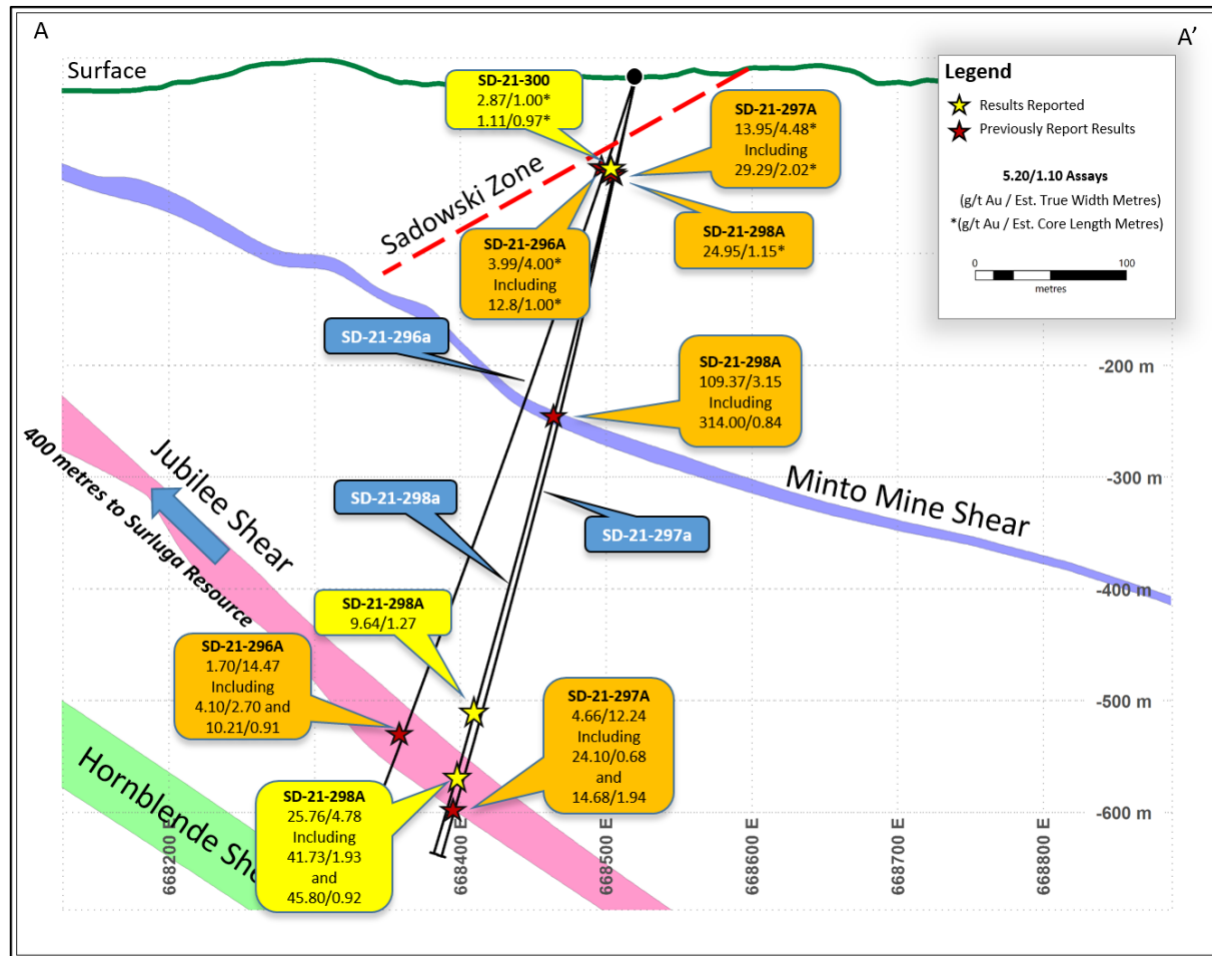 A
A’
Surface
SD-21-300
2.87/1.00*
1.11/0.97*
SD-21-297A
13.95/4.48*
Including
29.29/2.02*
Legend
Results Reported
Previously Report Results
5.20/1.10 Assays
(g/t Au / Est. True Width Metres)
*(g/t Au / Est. Core Length Metres)
0
100
metres
Sadowski Zone
SD-21-296A
3.99/4.00*
Including
12.8/1.00*
SD-21-298A
24.95/1.15*
SD-21-296a
SD-21-298A
109.37/3.15
Including
314.00/0.84
-200 m
-300 m
-400 m
-500 m
-600 m
Minto Mine Shear
Jubilee Shear
400 metres to Surluga Resource
SD-21-298a
SD-21-297a
SD-21-298A
9.64/1.27
SD-21-296A
1.70/14.47
Including
4.10/2.70 and
10.21/0.91
SD-21-297A
4.66/12.24
Including
24.10/0.68
and
14.68/1.94
Hornblende
SD-21-298A
25.76/4.78
Including
41.73/1.93
and
45.80/0.92
668200 E
668400 E
668500 E
668600 E
668700 E
668800 E